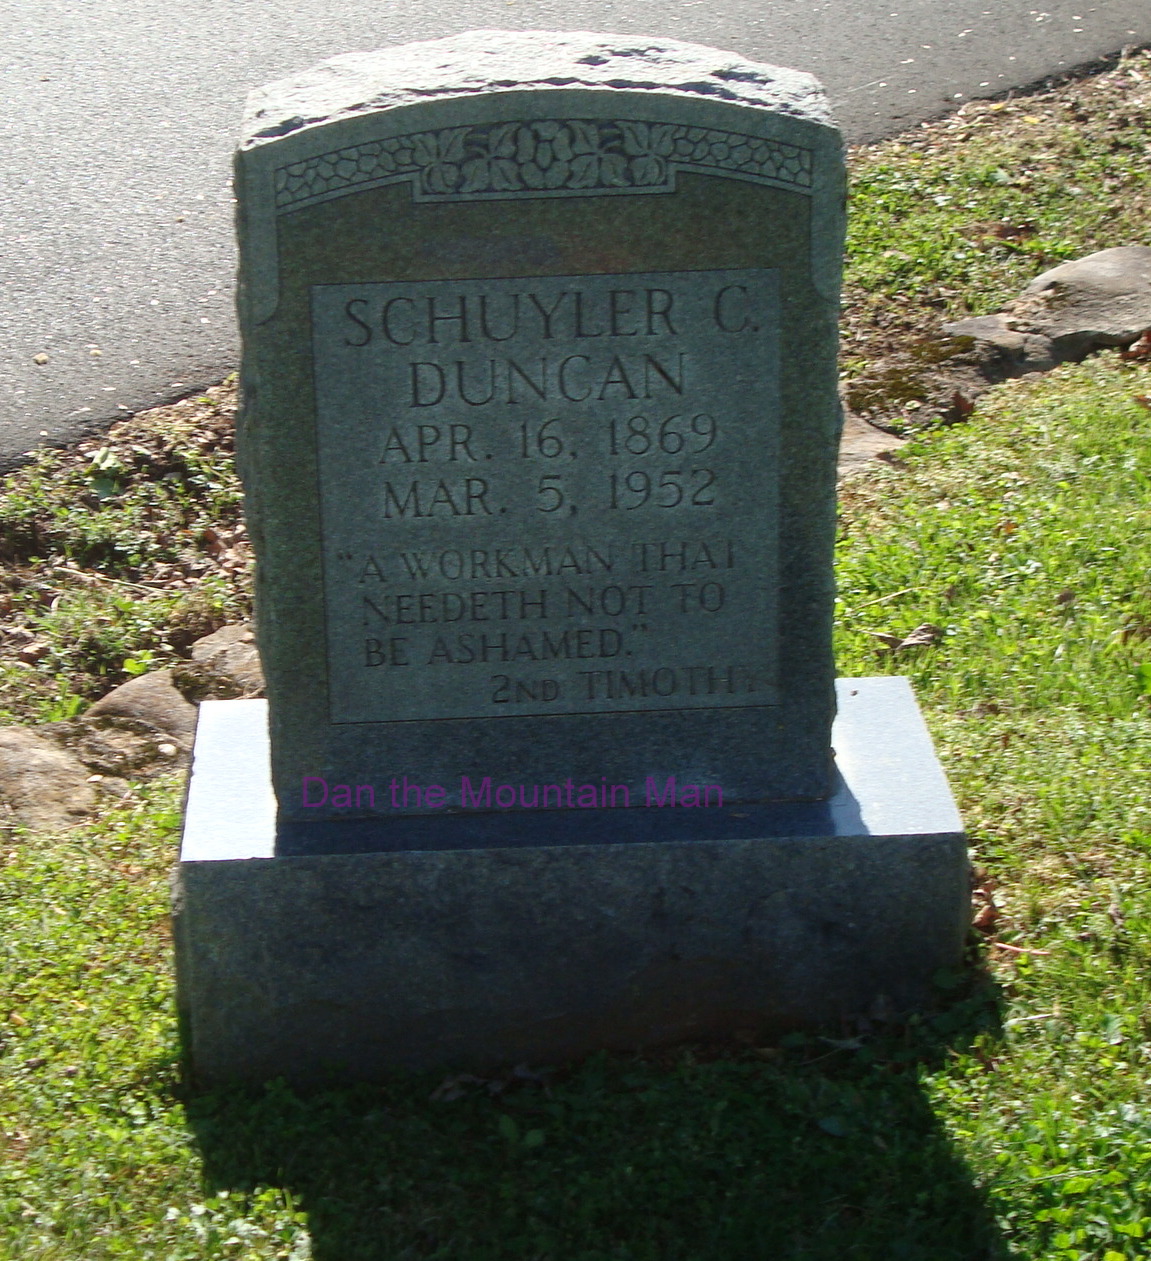 SCHUYLER C.
DUNCAN
APR. 16, 1869
MAR. 5, 1952
"A WORKMAN THAT
NEEDETH NOT TO
BE ASHAMED."
2ND TIMOTHY
Dan the Mountain Man